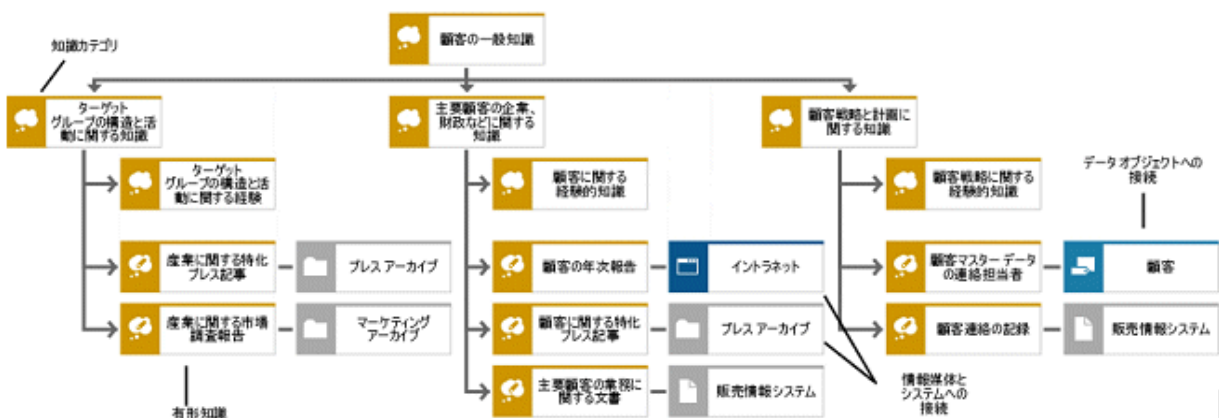 顧客の一般知識
知識カテゴリ
ターゲット
グループの構造と活
動に関する知識
主要顧客の企業、
財政などに関する
知識
顧客戦略と計画に
関する知識
データ オブジェクトへの
接続
ターゲット
グループの構造と活
動に関する経験
顧客に関する
経験的知識
顧客戦略に関する
経験的知識
産業に関する特化
プレス記事
プレス アーカイブ
顧客の年次報告
イントラネット
顧客マスター データ
の連絡担当者
顧客
産業に関する市場
調査報告
マーケティング
アーカイブ
顧客に関する特化
プレス記事
プレス アーカイブ
顧客連絡の記録
販売情報システム
主要顧客の業務に
関する文書
販売情報システム
情報媒体と
システムへの
接続
有形知識